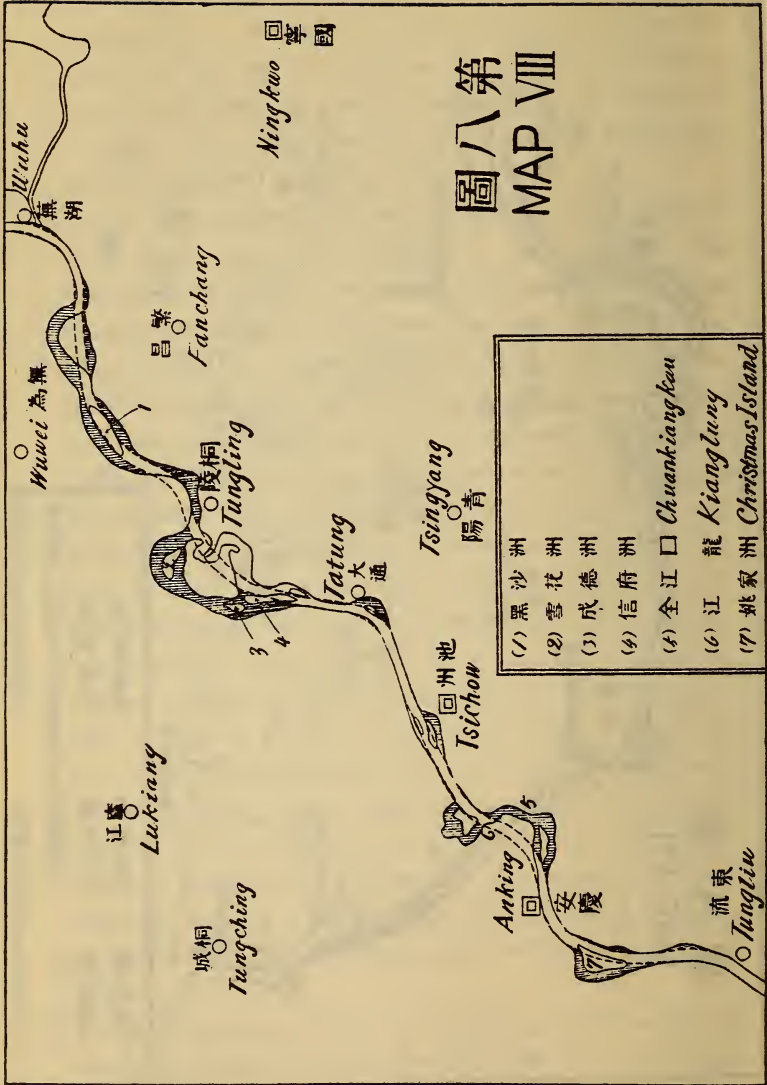 第八圖
MAP VIII
Wuhu
蕪湖
Ningkwo
寧國
Wuwei 無為
繁昌
Fanchang
1
桐陵
Tungling
3
4
Tatung
大通
Tsingyang
青陽
池洲
Tsichow
廬江
Lukiang
桐城
Tungching
5
6
Anking
安慶
7
東流
Tungliu
(1) 黑沙洲
(2) 雪花洲
(3) 成德洲
(4) 信府洲
(5) 全江口 Chuankiangkau
(6) 江龍 Kianglung
(7) 姚家洲 Christmas Island